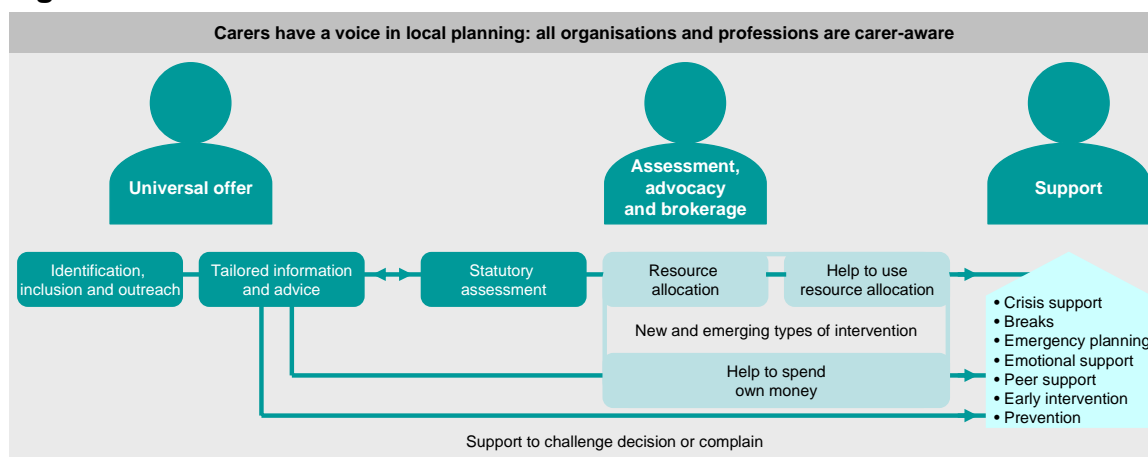 Carers have a voice in local planning: all organisations and professions are carer-aware
Universal offer
Assessment,
advocacy
and brokerage
Support
Identification,
inclusion and outreach
Tailored information
and advice
Statutory
assessment
Resource
allocation
Help to use
resource allocation
New and emerging types of intervention
Help to spend
own money
• Crisis support
• Breaks
• Emergency planning
• Emotional support
• Peer support
• Early intervention
• Prevention
Support to challenge decision or complain